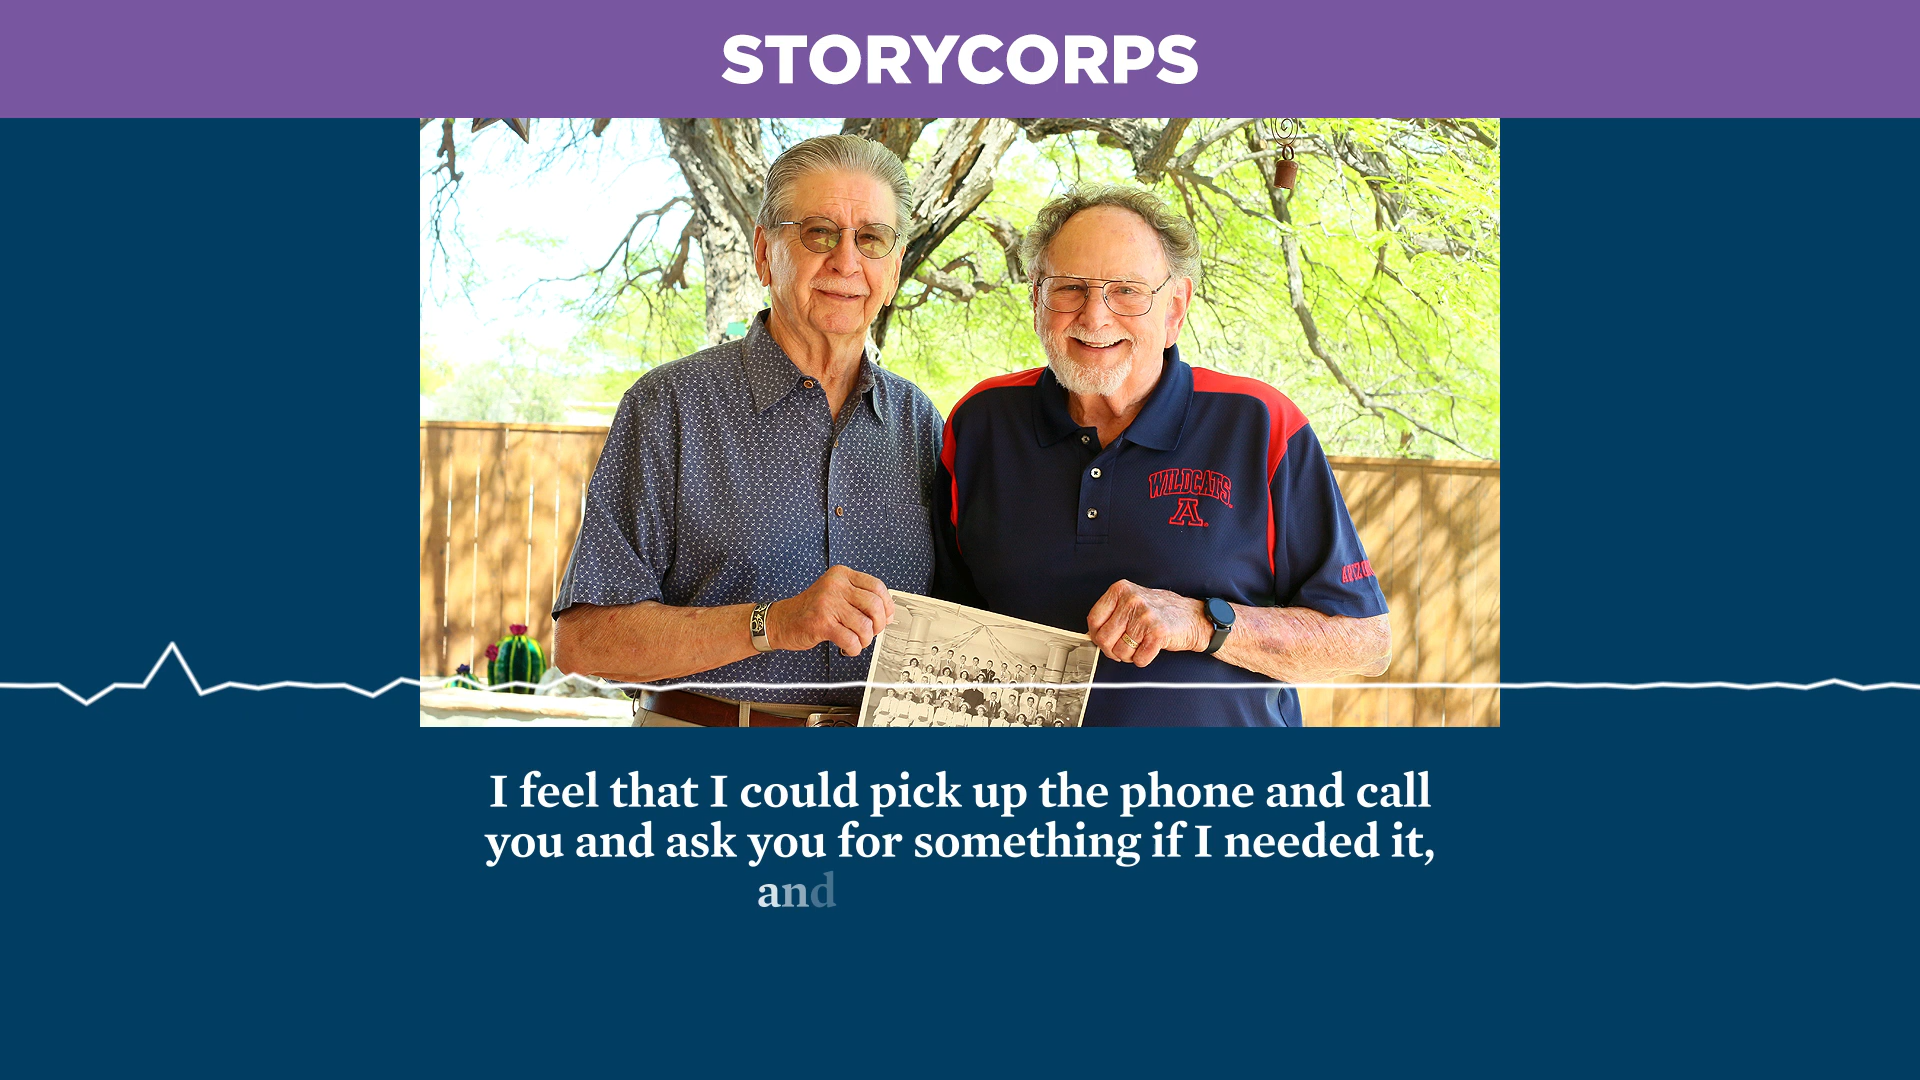 STORYCORPS
WILDCATS
A
I feel that I could pick up the phone and call
you and ask you for something if I needed it,
and